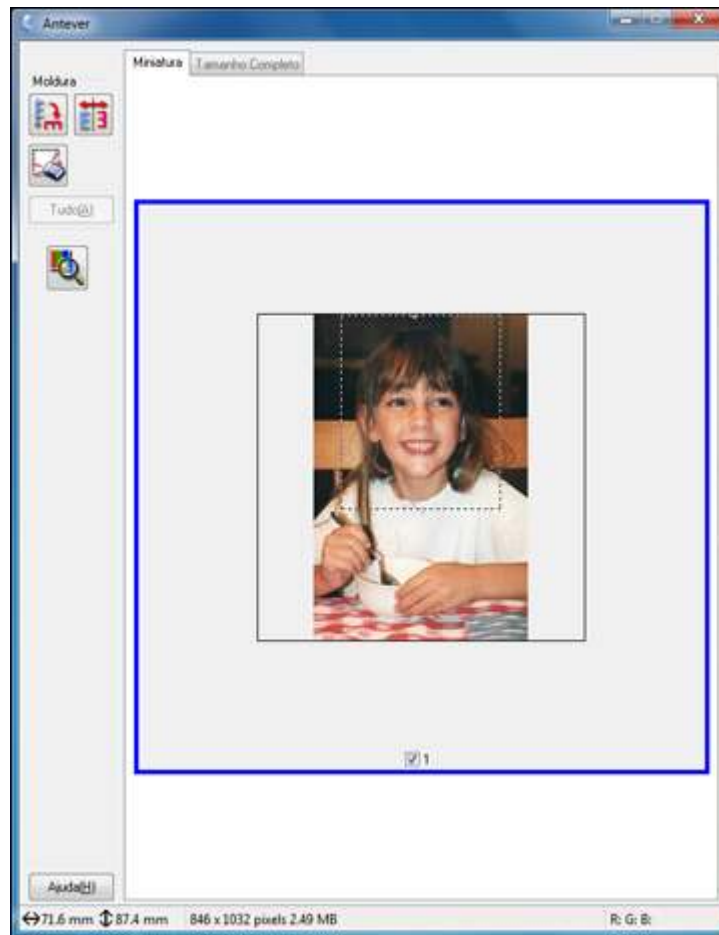 Antever
Miniatura Tamanho Completo
Moldura
Tudo(A)
1
Ajuda(H)
71.6 mm 87.4 mm 846 x 1032 pixels 2.49 MB R: G: B: